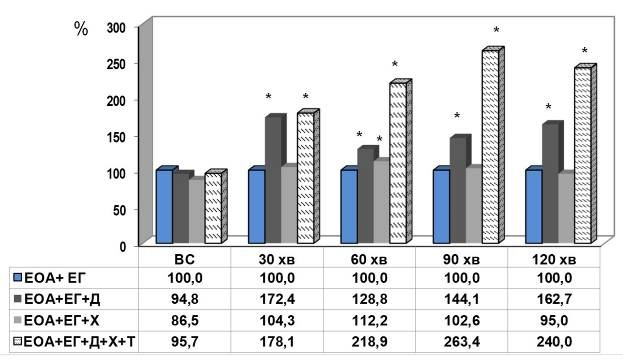 %
300
250
200
150
100
50
0
* * * * * * * * *
ВС 30 хв 60 хв 90 хв 120 хв
ЕОА+ ЕГ 100,0 100,0 100,0 100,0 100,0
ЕОА+ЕГ+Д 94,8 172,4 128,8 144,1 162,7
ЕОА+ЕГ+Х 86,5 104,3 112,2 102,6 95,0
ЕОА+ЕГ+Д+Х+Т 95,7 178,1 218,9 263,4 240,0